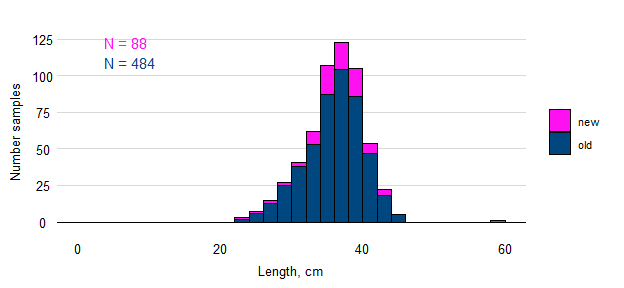 N = 88
N = 484
125
100
75
50
25
0
Number samples
0 20 40 60
Length, cm
new
old